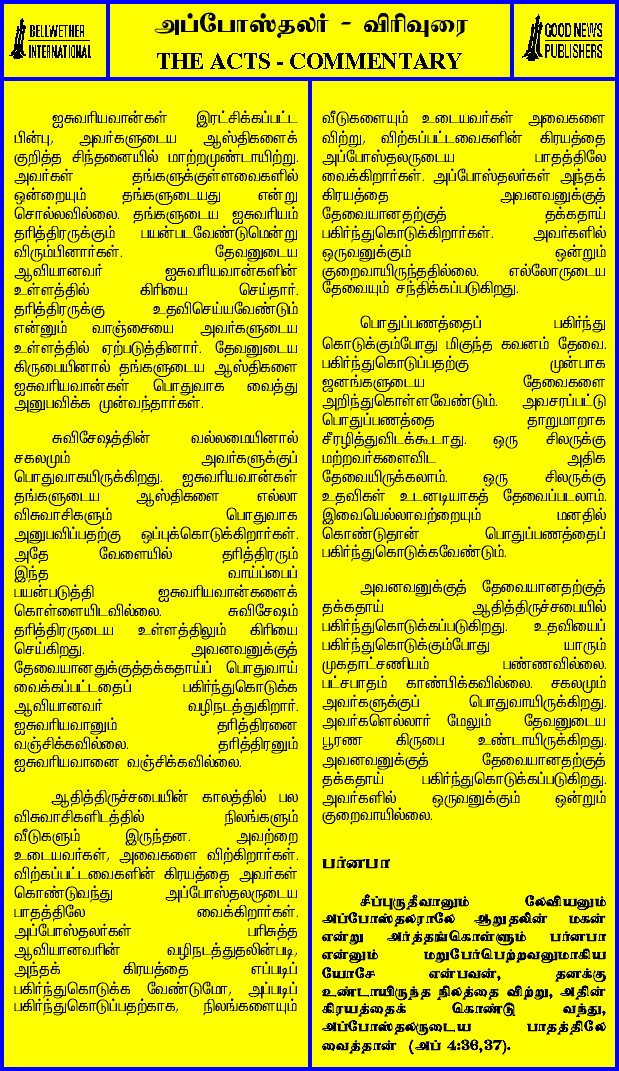 BELLWETHER
INTERNATIONAL
அப்போஸ்தலர் - விரிவுரை
THE ACTS - COMMENTARY
GOOD NEWS
PUBLISHERS
ஐசுவரியவான்கள் இரட்சிக்கப்பட்ட
பின்பு, அவர்களுடைய ஆஸ்திகளைக்
குறித்த சிந்தனையில் மாற்றமுண்டாயிற்று.
அவர்கள் தங்களுக்குள்ளவைகளில்
ஒன்றையும் தங்களுடையது என்று
சொல்லவில்லை. தங்களுடைய ஐசுவரியம்
தரித்திரருக்கும் பயன்படவேண்டுமென்று
விரும்பினார்கள். தேவனுடைய
ஆவியானவர் ஐசுவரியவான்களின்
உள்ளத்தில் கிரியை செய்தார்.
தரித்திரருக்கு உதவிசெய்யவேண்டும்
என்னும் வாஞ்சையை அவர்களுடைய
உள்ளத்தில் ஏற்படுத்தினார். தேவனுடைய
கிருபையினால் தங்களுடைய ஆஸ்திகளை
ஐசுவரியவான்கள் பொதுவாக வைத்து
அனுபவிக்க முன்வந்தார்கள்.
சுவிசேஷத்தின் வல்லமையினால்
சகலமும் அவர்களுக்குப்
பொதுவாகயிருக்கிறது. ஐசுவரியவான்கள்
தங்களுடைய ஆஸ்திகளை எல்லா
விசுவாசிகளும் பொதுவாக
அனுபவிப்பதற்கு ஒப்புக்கொடுக்கிறார்கள்.
அதே வேளையில் தரித்திரரும்
இந்த வாய்ப்பைப்
பயன்படுத்தி ஐசுவரியவான்களைக்
கொள்ளையிடவில்லை. சுவிசேஷம்
தரித்திரருடைய உள்ளத்திலும் கிரியை
செய்கிறது. அவனவனுக்குத்
தேவையானதுக்குத்தக்கதாய்ப் பொதுவாய்
வைக்கப்பட்டதைப் பகிர்ந்துகொடுக்க
ஆவியானவர் வழிநடத்துகிறார்.
ஐசுவரியவானும் தரித்திரனை
வஞ்சிக்கவில்லை. தரித்திரனும்
ஐசுவரியவானை வஞ்சிக்கவில்லை.
ஆதித்திருச்சபையின் காலத்தில் பல
விசுவாசிகளிடத்தில் நிலங்களும்
வீடுகளும் இருந்தன. அவற்றை
உடையவர்கள், அவைகளை விற்கிறார்கள்.
விற்கப்பட்டவைகளின் கிரயத்தை அவர்கள்
கொண்டுவந்து அப்போஸ்தலருடைய
பாதத்திலே வைக்கிறார்கள்.
அப்போஸ்தலர்கள் பரிசுத்த
ஆவியானவரின் வழிநடத்துதலின்படி,
அந்தக் கிரயத்தை எப்படிப்
பகிர்ந்துகொடுக்க வேண்டுமோ, அப்படிப்
பகிர்ந்துகொடுப்பதற்காக, நிலங்களையும்
வீடுகளையும் உடையவர்கள் அவைகளை
விற்று, விற்கப்பட்டவைகளின் கிரயத்தை
அப்போஸ்தலருடைய பாதத்திலே
வைக்கிறார்கள். அப்போஸ்தலர்கள் அந்தக்
கிரயத்தை அவனவனுக்குத்
தேவையானதற்குத் தக்கதாய்
பகிர்ந்துகொடுக்கிறார்கள். அவர்களில்
ஒருவனுக்கும் ஒன்றும்
குறைவாயிருந்ததில்லை. எல்லோருடைய
தேவையும் சந்திக்கப்படுகிறது.
பொதுப்பணத்தைப் பகிர்ந்து
கொடுக்கும்போது மிகுந்த கவனம் தேவை.
பகிர்ந்துகொடுப்பதற்கு முன்பாக
ஜனங்களுடைய தேவைகளை
அறிந்துகொள்ளவேண்டும். அவசரப்பட்டு
பொதுப்பணத்தை தாறுமாறாக
சீரழித்துவிடக்கூடாது. ஒரு சிலருக்கு
மற்றவர்களைவிட அதிக
தேவையிருக்கலாம். ஒரு சிலருக்கு
உதவிகள் உடனடியாகத் தேவைப்படலாம்.
இவையெல்லாவற்றையும் மனதில்
கொண்டுதான் பொதுப்பணத்தைப்
பகிர்ந்துகொடுக்கவேண்டும்.
அவனவனுக்குத் தேவையானதற்குத்
தக்கதாய் ஆதித்திருச்சபையில்
பகிர்ந்துகொடுக்கப்படுகிறது. உதவியைப்
பகிர்ந்துகொடுக்கும்போது யாரும்
முகதாட்சணியம் பண்ணவில்லை.
பட்சபாதம் காண்பிக்கவில்லை. சகலமும்
அவர்களுக்குப் பொதுவாயிருக்கிறது.
அவர்களெல்லார் மேலும் தேவனுடைய
பூரண கிருபை உண்டாயிருக்கிறது.
அவனவனுக்குத் தேவையானதற்குத்
தக்கதாய் பகிர்ந்துகொடுக்கப்படுகிறது.
அவர்களில் ஒருவனுக்கும் ஒன்றும்
குறைவாயில்லை.
பர்னபா
சீப்புருதீவானும் லேவியனும்
அப்போஸ்தலராலே ஆறுதலின் மகன்
என்று அர்த்தங்கொள்ளும் பர்னபா
என்னும் மறுபேர்பெற்றவனுமாகிய
யோசே என்பவன், தனக்கு
உண்டாயிருந்த நிலத்தை விற்று, அதின்
கிரயத்தைக் கொண்டு வந்து,
அப்போஸ்தலருடைய பாதத்திலே
வைத்தான் (அப் 4:36,37).